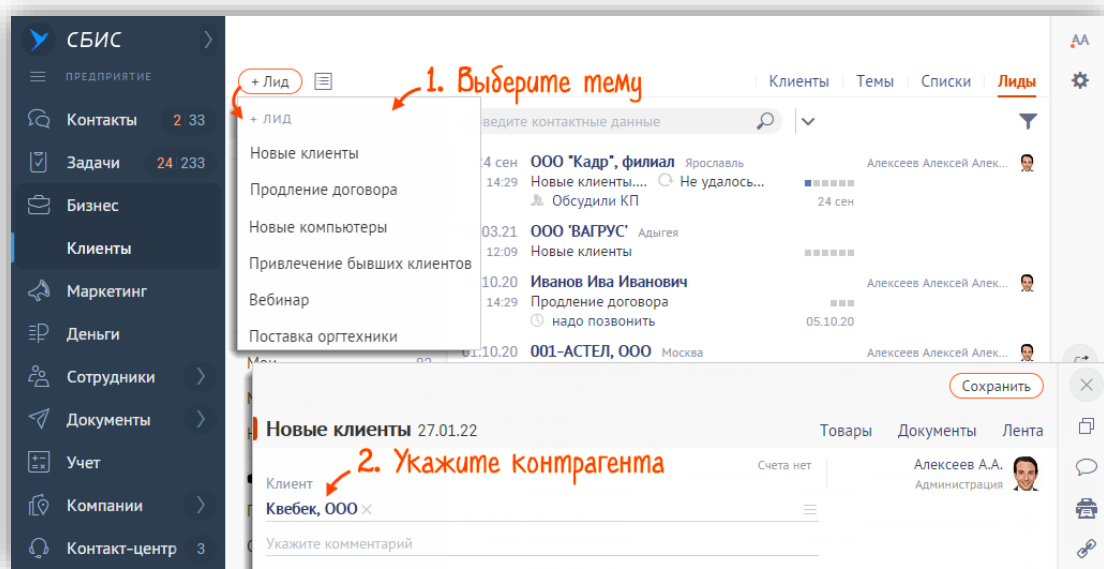 СБИС
ПРЕДПРИЯТИЕ
Контакты 2 33
Задачи 24 233
Бизнес
Клиенты
Маркетинг
Деньги
Сотрудники
Документы
Учет
Компании
Контакт-центр 3
+ Лид
1. Выберите тему
Клиенты Темы Списки Лиды
АА
+ ЛИД
Новые клиенты
Продление договора
Новые компьютеры
Привлечение бывших клиентов
Вебинар
Поставка оргтехники
ведите контактные данные
4 сен ООО "Кадр", филиал Ярославль Алексеев Алексей Алек...
14:29 Новые клиенты.... Не удалось...
Обсудили КП 24 сен
03.21 ООО 'ВАГРУС' Адыгея
12:09 Новые клиенты
10.20 Иванов Ива Иванович Алексеев Алексей Алек...
14:29 Продление договора
надо позвонить 05.10.20
01.10.20 001-АСТЕЛ, ООО Москва Алексеев Алексей Алек...
Сохранить
Новые клиенты 27.01.22 Товары Документы Лента
2. Укажите контрагента
Счета нет Алексеев А.А.
Администрация
Клиент
Квебек, ООО
Укажите комментарий